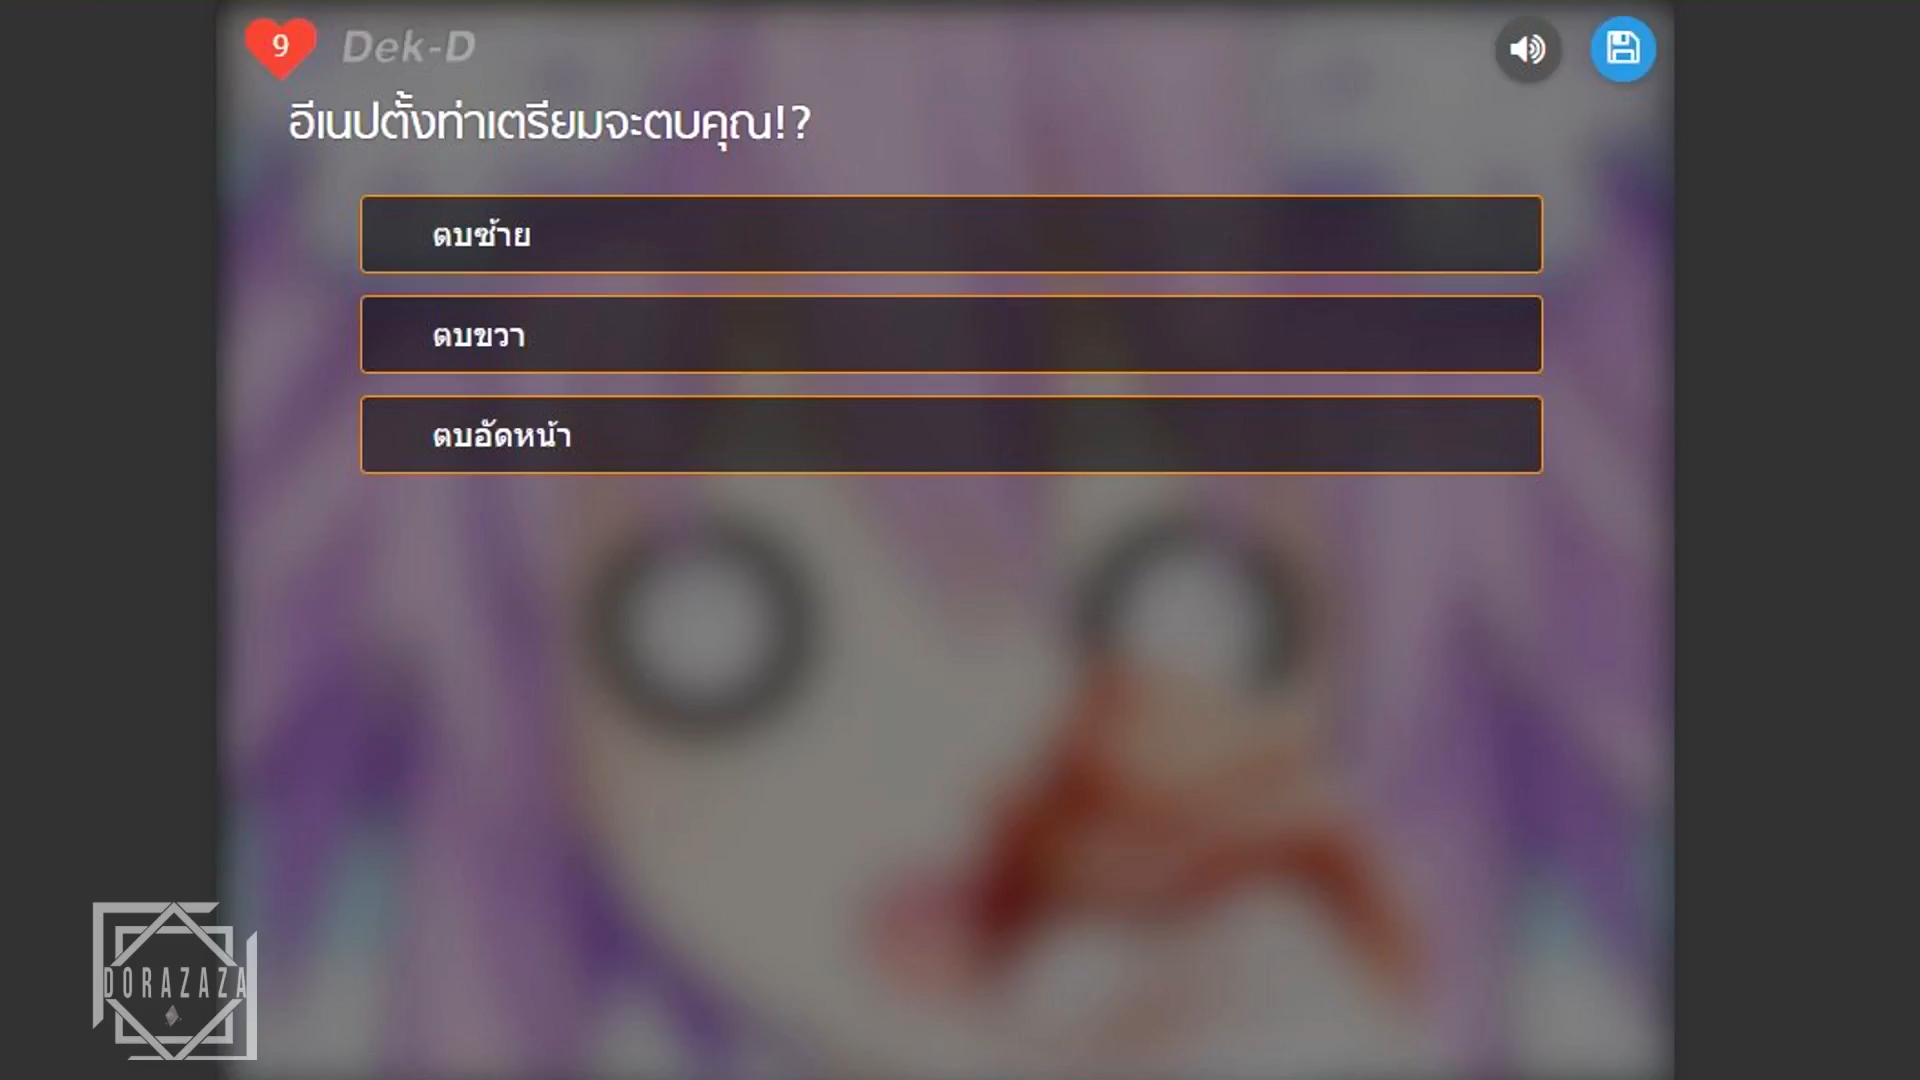 9
Dek-D
อีเนปตั้งท่าเตรียมจะตบคุณ!?
ตบซ้าย
ตบขวา
ตบอัดหน้า
DORAZAZA